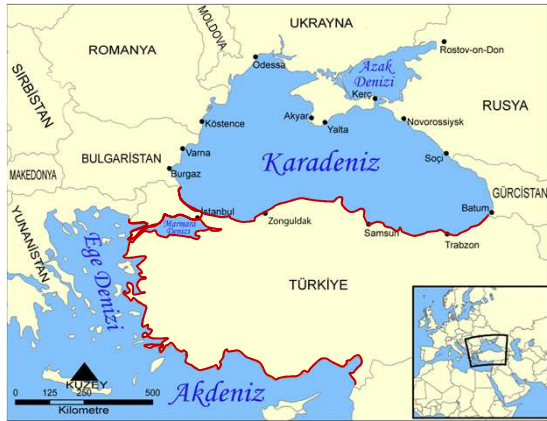 UKRAYNA
MOLDOVA
ROMANYA
Rostov-on-Don
Odessa
Azak
Denizi
SIRBİSTAN
Kerç
RUSYA
Köstence
Akyar
Yalta
Novorossiysk
Varna
BULGARİSTAN
Karadeniz
Soçi
Burgaz
MAKEDONYA
GÜRCİSTAN
Batum
İstanbul
Zonguldak
Marmara
Denizi
Samsun
Trabzon
YUNANİSTAN
Ege Denizi
TÜRKİYE
KUZEY
Akdeniz
0
250
500
Kilometre